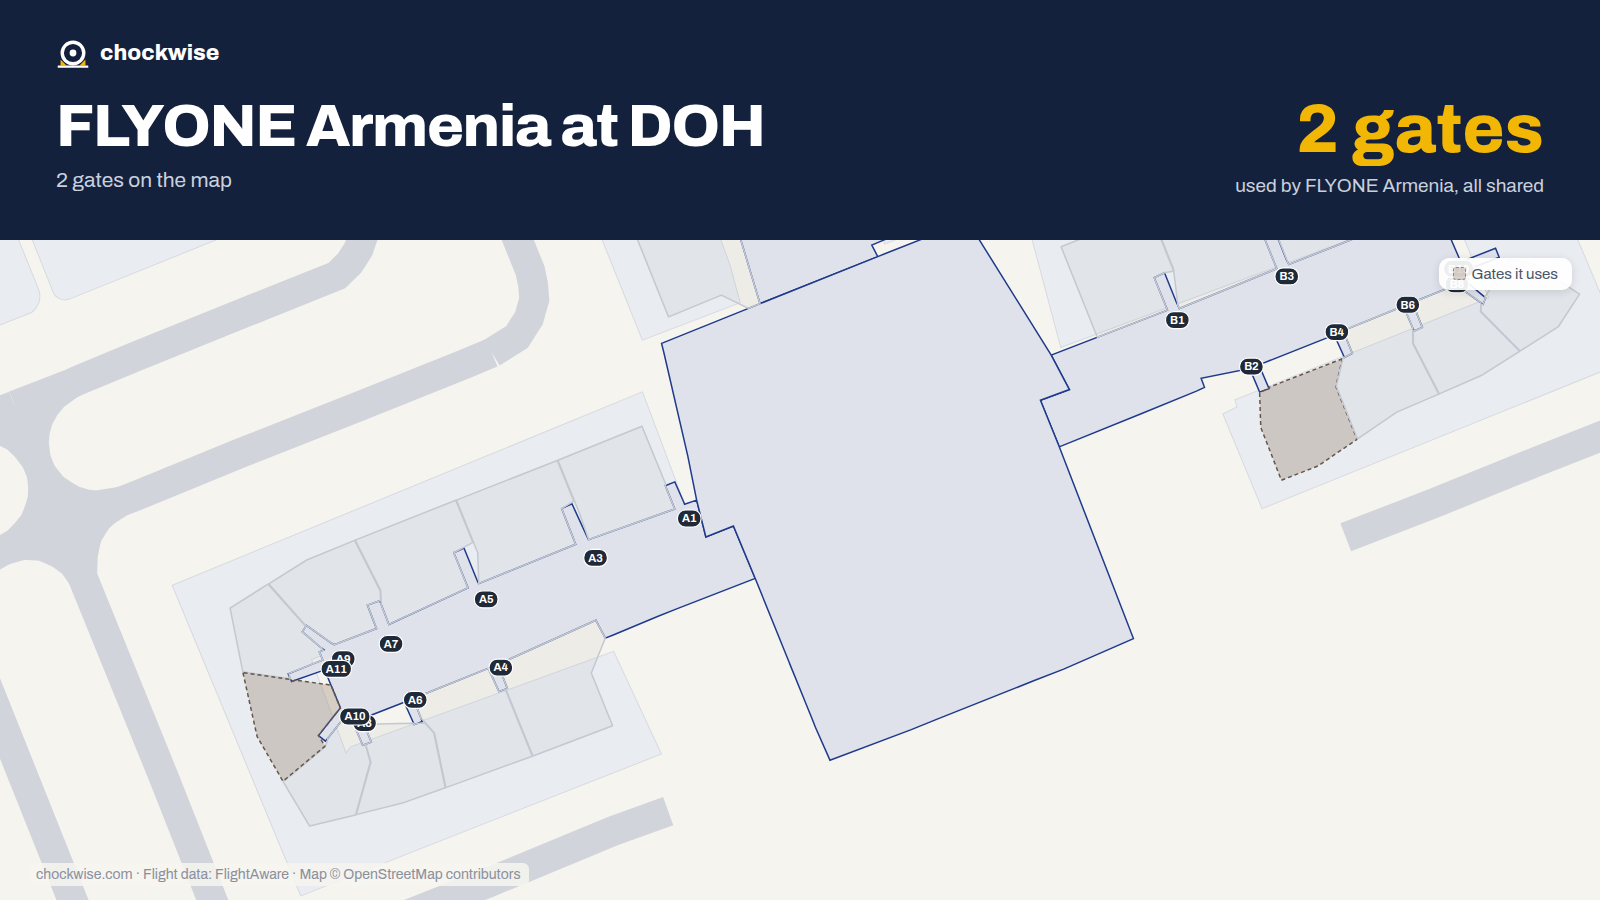 chockwise
FLYONE Armenia at DOH
2 gates on the map
2 gates
used by FLYONE Armenia, all shared
Gates it uses
B3
B1
B6
B4
B2
A1
A3
A5
A7
A9
A11
A4
A6
A10
chockwise.com · Flight data: FlightAware · Map © OpenStreetMap contributors